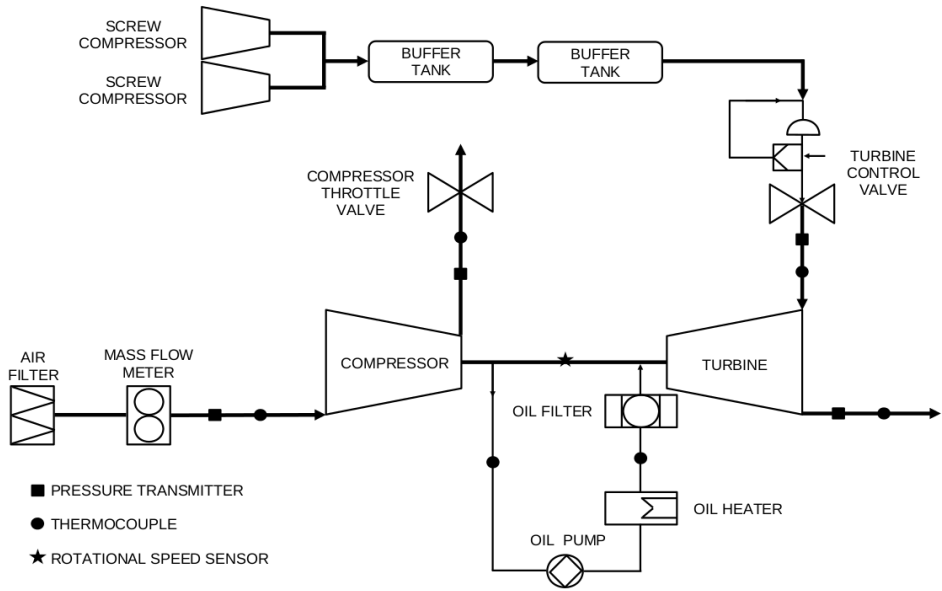 SCREW
COMPRESSOR
SCREW
COMPRESSOR
BUFFER
TANK
BUFFER
TANK
COMPRESSOR
THROTTLE
VALVE
TURBINE
CONTROL
VALVE
AIR
FILTER
MASS FLOW
METER
COMPRESSOR
TURBINE
OIL FILTER
PRESSURE TRANSMITTER
THERMOCOUPLE
ROTATIONAL SPEED SENSOR
OIL HEATER
OIL PUMP